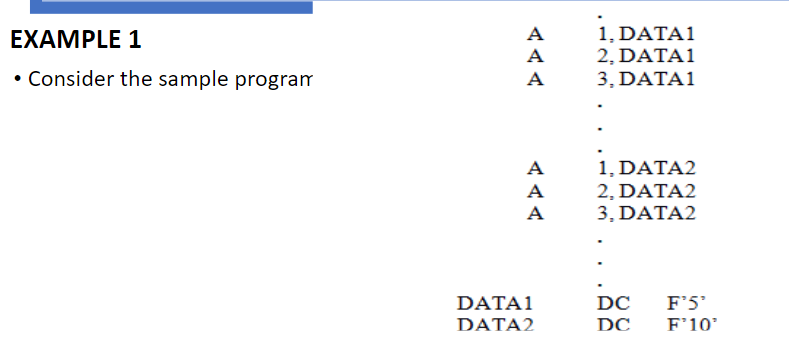 EXAMPLE 1
• Consider the sample program
.
A 1, DATA1
A 2, DATA1
A 3, DATA1
.
.
.
A 1, DATA2
A 2, DATA2
A 3, DATA2
.
.
.
DATA1 DC F'5'
DATA2 DC F'10'